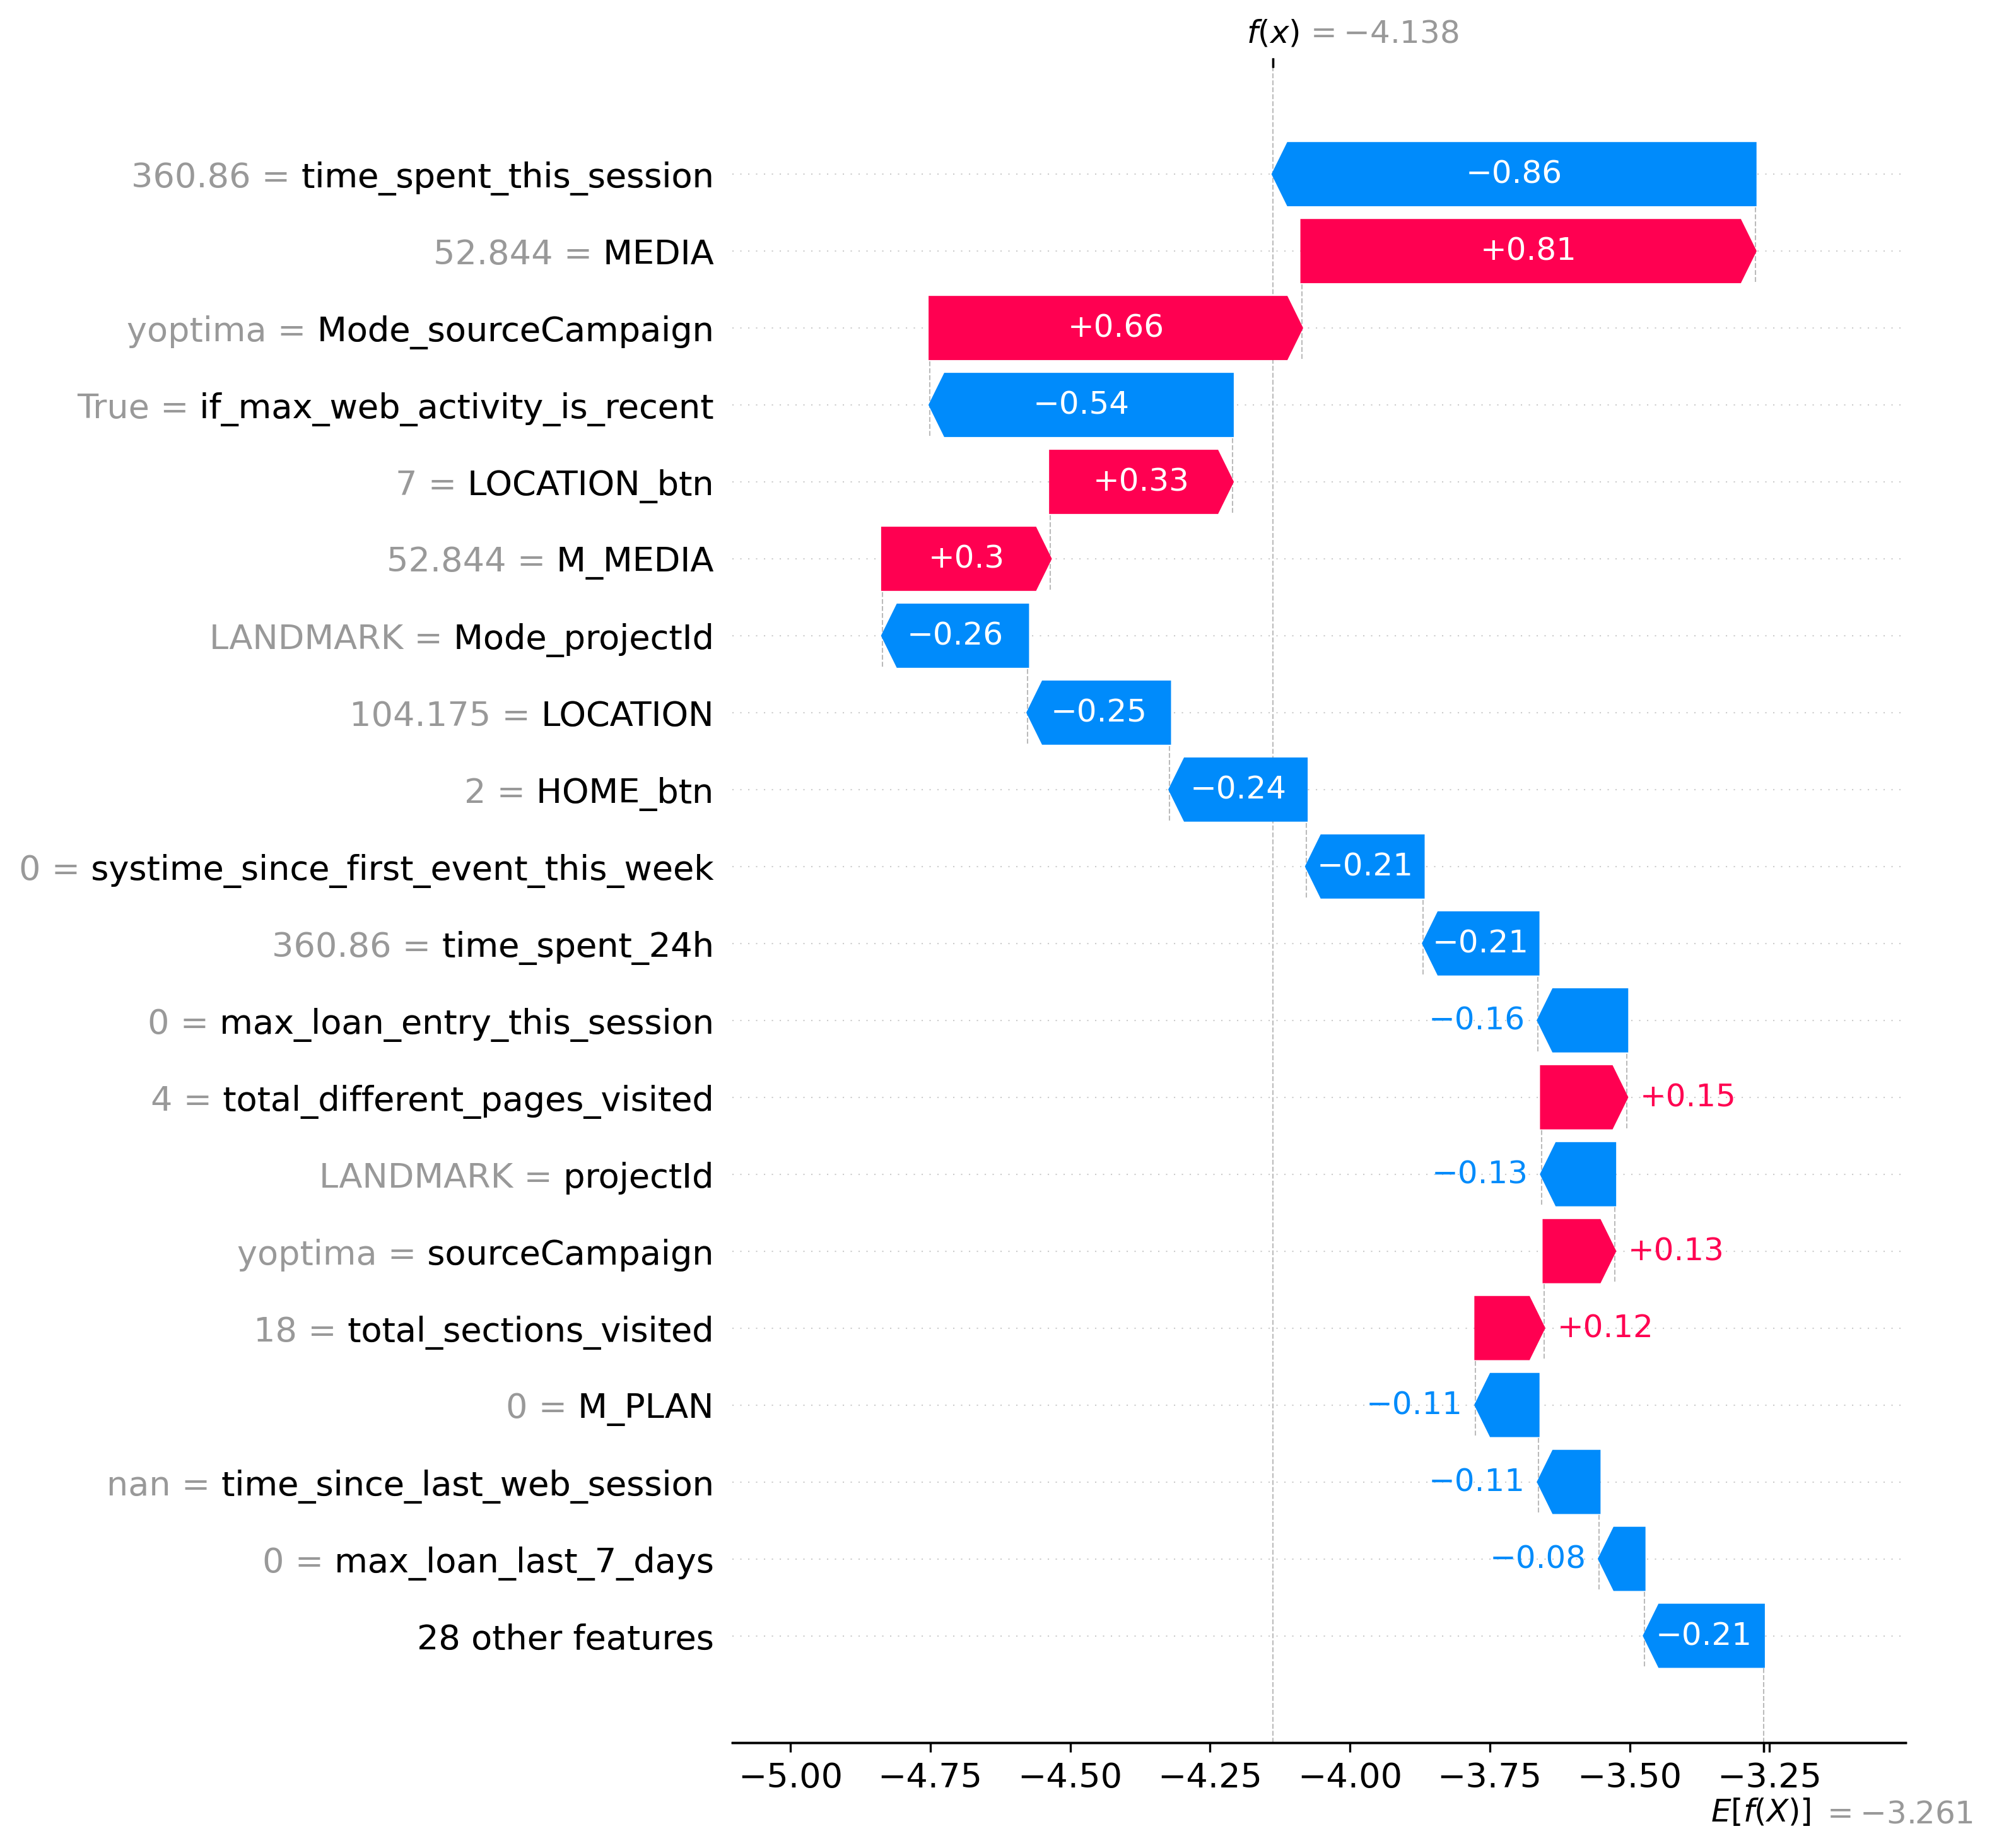 f(x) = −4.138
360.86 = time_spent_this_session −0.86
52.844 = MEDIA +0.81
yoptima = Mode_sourceCampaign +0.66
True = if_max_web_activity_is_recent −0.54
7 = LOCATION_btn +0.33
52.844 = M_MEDIA +0.3
LANDMARK = Mode_projectId −0.26
104.175 = LOCATION −0.25
2 = HOME_btn −0.24
0 = systime_since_first_event_this_week −0.21
360.86 = time_spent_24h −0.21
0 = max_loan_entry_this_session −0.16
4 = total_different_pages_visited +0.15
LANDMARK = projectId −0.13
yoptima = sourceCampaign +0.13
18 = total_sections_visited +0.12
0 = M_PLAN −0.11
nan = time_since_last_web_session −0.11
0 = max_loan_last_7_days −0.08
28 other features −0.21
−5.00 −4.75 −4.50 −4.25 −4.00 −3.75 −3.50 −3.25
E[f(X)] = −3.261